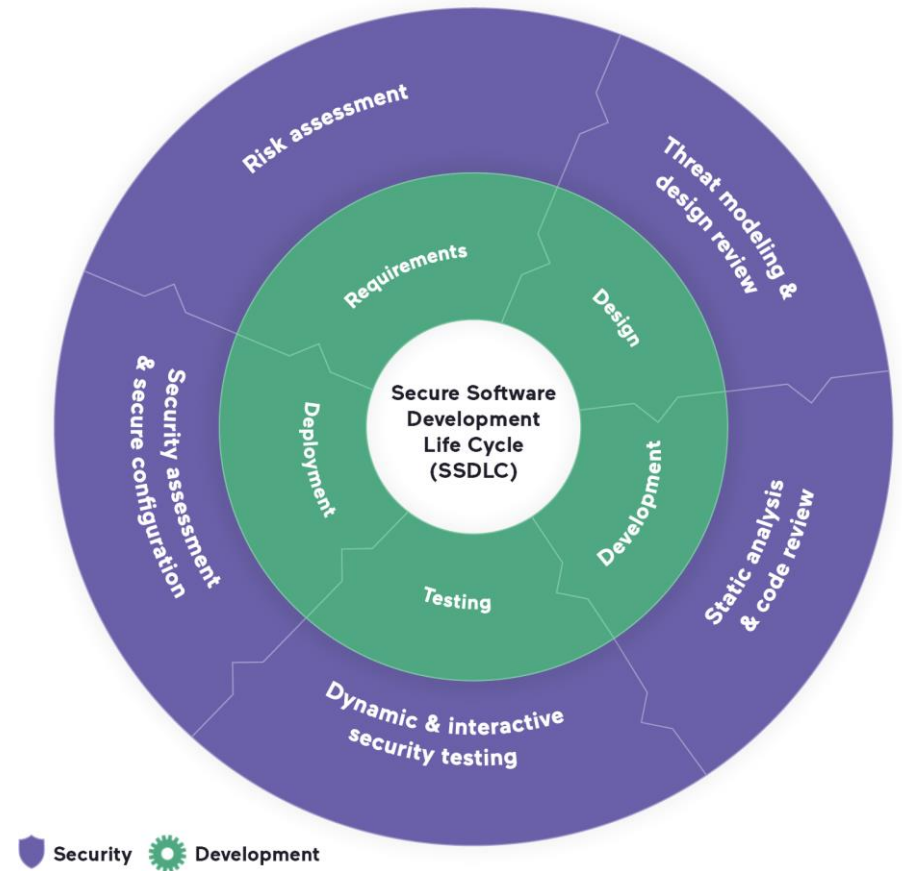 Risk assessment
Threat modeling &
design review
Requirements
Design
Secure Software
Development
Life Cycle
(SSDLC)
Security assessment
& secure configuration
Deployment
Development
Static analysis
& code review
Testing
Dynamic & interactive
security testing
Security
Development